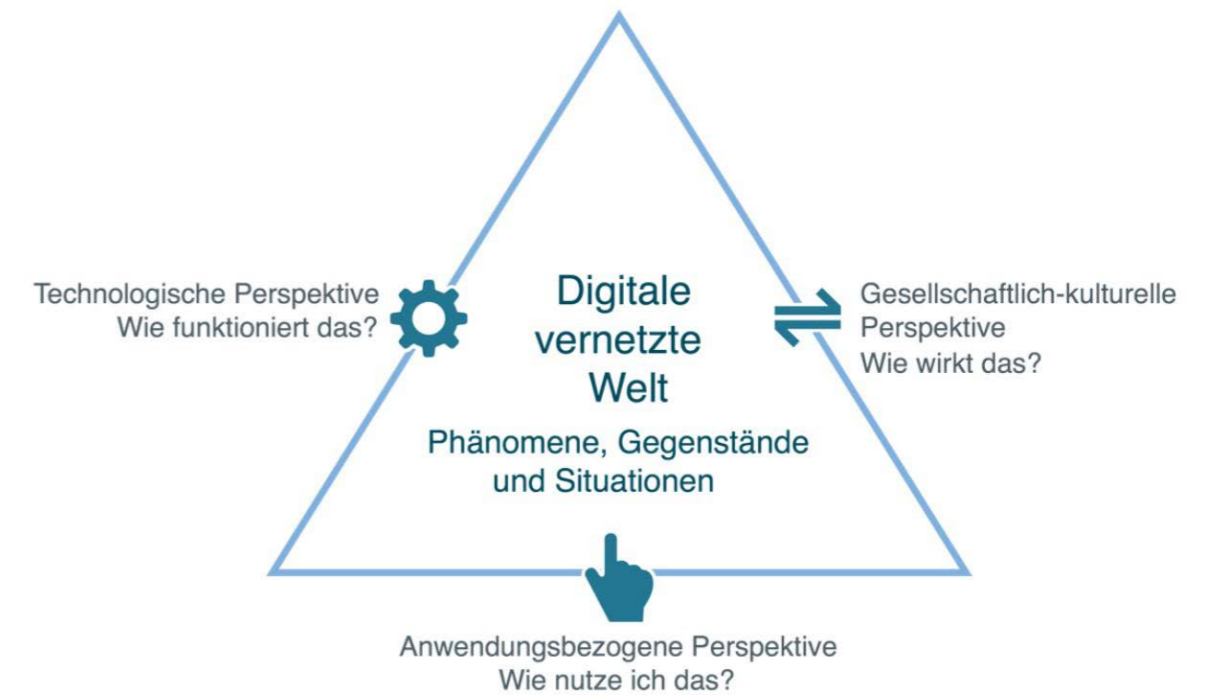 Technologische Perspektive
Wie funktioniert das?
Digitale
vernetzte
Welt
Phänomene, Gegenstände
und Situationen
Gesellschaftlich-kulturelle
Perspektive
Wie wirkt das?
Anwendungsbezogene Perspektive
Wie nutze ich das?